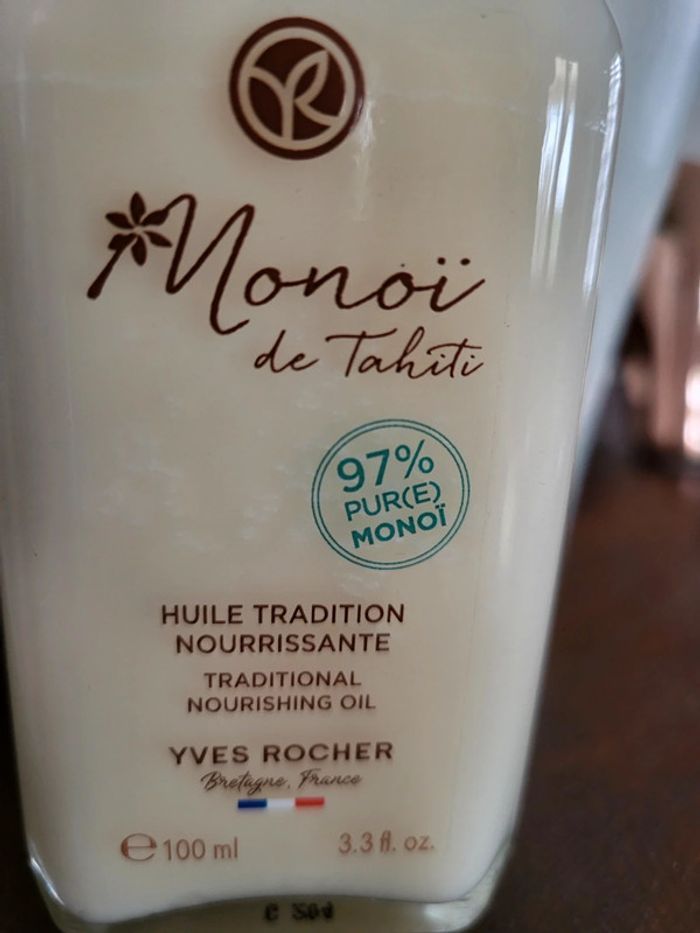 Monoï
de Tahiti
97%
PUR(E)
MONOÏ
HUILE TRADITION
NOURRISSANTE
TRADITIONAL
NOURISHING OIL
YVES ROCHER
Bretagne, France
℮ 100 ml 3.3 fl. oz.